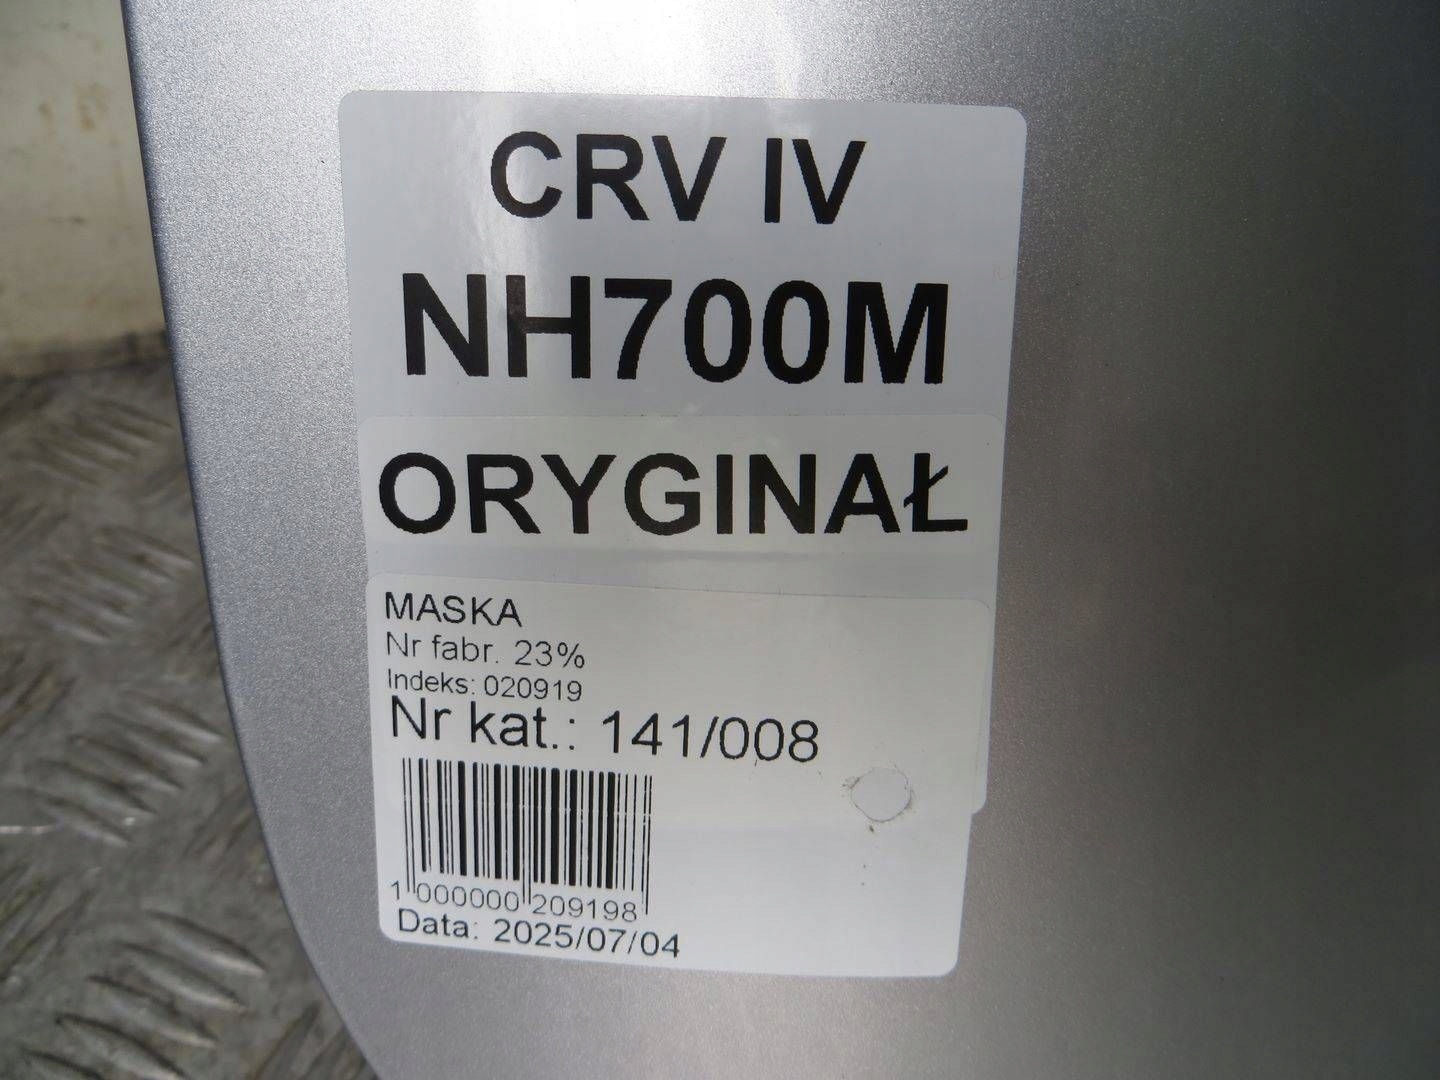 CRV IV
NH700M
ORYGINAŁ
MASKA
Nr fabr. 23%
Indeks: 020919
Nr kat.: 141/008
1 000000 209198
Data: 2025/07/04